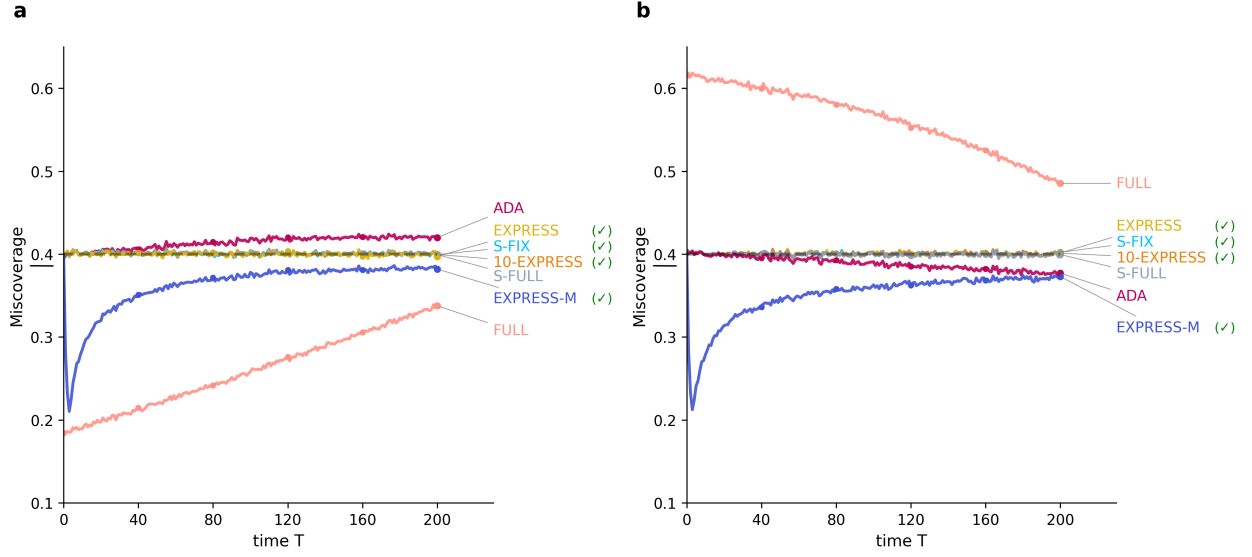 a
Miscoverage
0.6
0.5
0.4
0.3
0.2
0.1
0 40 80 120 160 200
time T
ADA
EXPRESS (✓)
S-FIX (✓)
10-EXPRESS (✓)
S-FULL
EXPRESS-M (✓)
FULL
b
Miscoverage
0.6
0.5
0.4
0.3
0.2
0.1
0 40 80 120 160 200
time T
FULL
EXPRESS (✓)
S-FIX (✓)
10-EXPRESS (✓)
S-FULL
ADA
EXPRESS-M (✓)